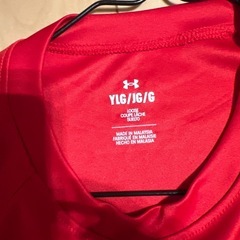 YLG/JG/G
LOOSE
COUPE LÂCHE
SUELTO
MADE IN MALAYSIA
FABRIQUÉ EN MALAISIE
HECHO EN MALASIA